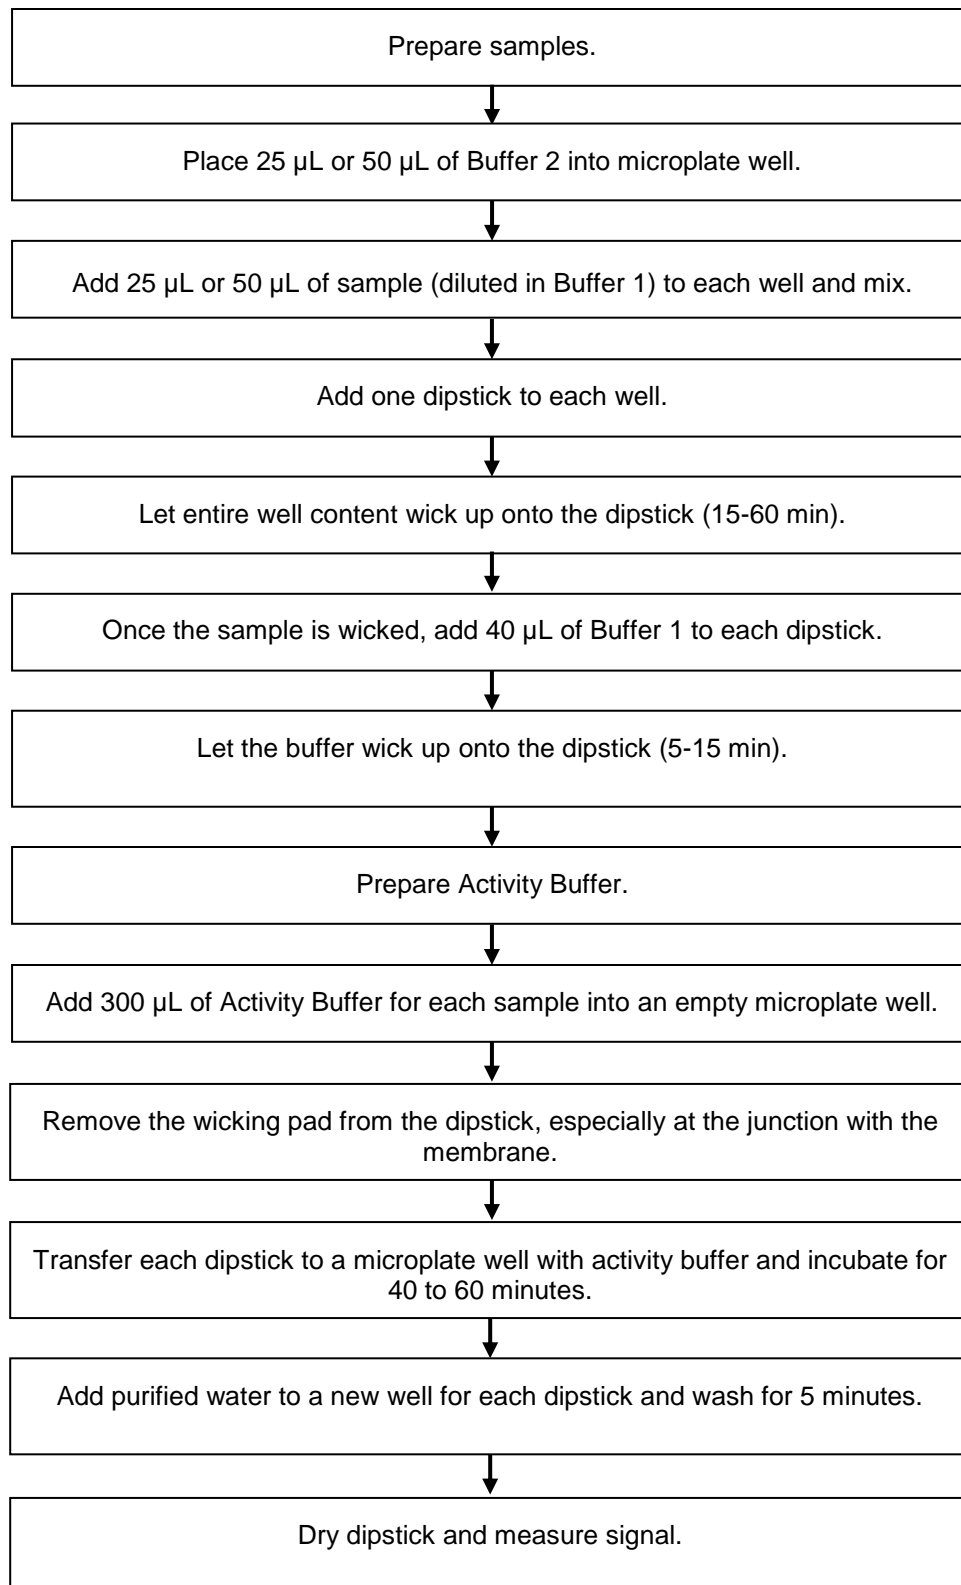 Prepare samples.
Place 25 µL or 50 µL of Buffer 2 into microplate well.
Add 25 µL or 50 µL of sample (diluted in Buffer 1) to each well and mix.
Add one dipstick to each well.
Let entire well content wick up onto the dipstick (15-60 min).
Once the sample is wicked, add 40 µL of Buffer 1 to each dipstick.
Let the buffer wick up onto the dipstick (5-15 min).
Prepare Activity Buffer.
Add 300 µL of Activity Buffer for each sample into an empty microplate well.
Remove the wicking pad from the dipstick, especially at the junction with the
membrane.
Transfer each dipstick to a microplate well with activity buffer and incubate for
40 to 60 minutes.
Add purified water to a new well for each dipstick and wash for 5 minutes.
Dry dipstick and measure signal.